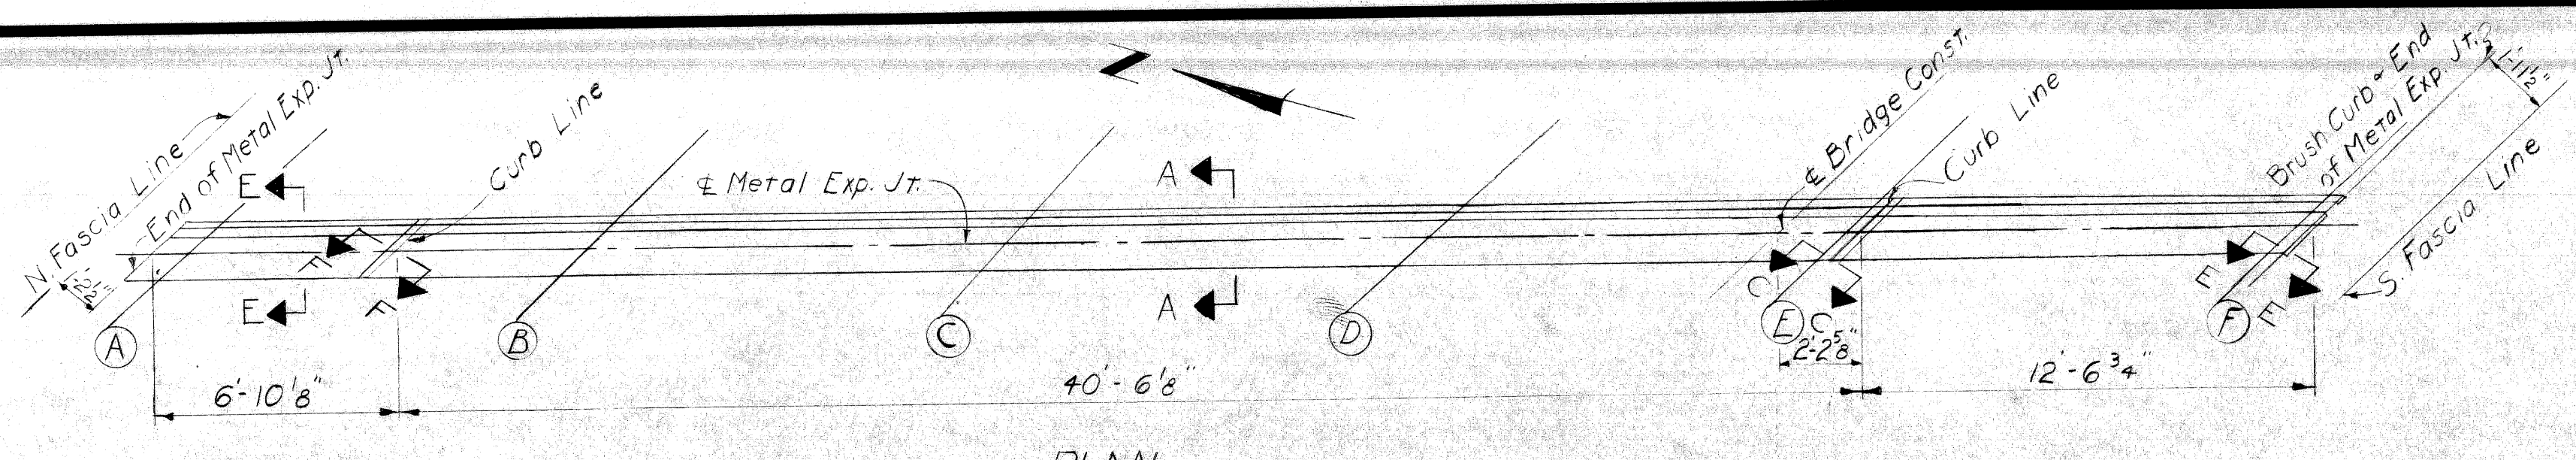 N. Fascia Line
End of Metal Exp. Jt.
2½"
E
E
F
F
Curb Line
℄ Metal Exp. Jt.
N
A
A
℄ Bridge Const.
Curb Line
Brush Curb & End
of Metal Exp. Jt.
1'-1½"
S. Fascia Line
C
C
E
E
A
B
C
D
E
F
6'-10⅛"
40'-6⅛"
2'-2⅝"
12'-6¾"
PLAN